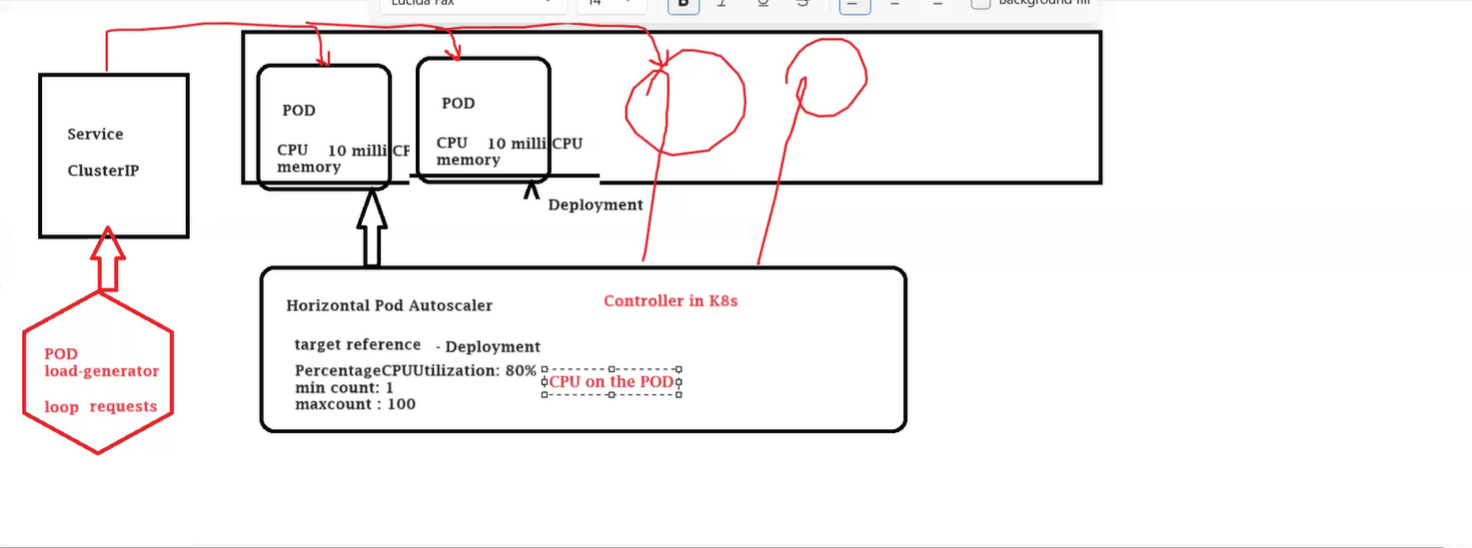 Lucida Fax
14
B I U S
Background fill
POD
CPU 10 milli CP
memory
POD
CPU 10 milli CPU
memory
Service
ClusterIP
Deployment
Horizontal Pod Autoscaler
Controller in K8s
target reference - Deployment
PercentageCPUUtilization: 80%
CPU on the POD
min count: 1
maxcount : 100
POD
load-generator
loop requests